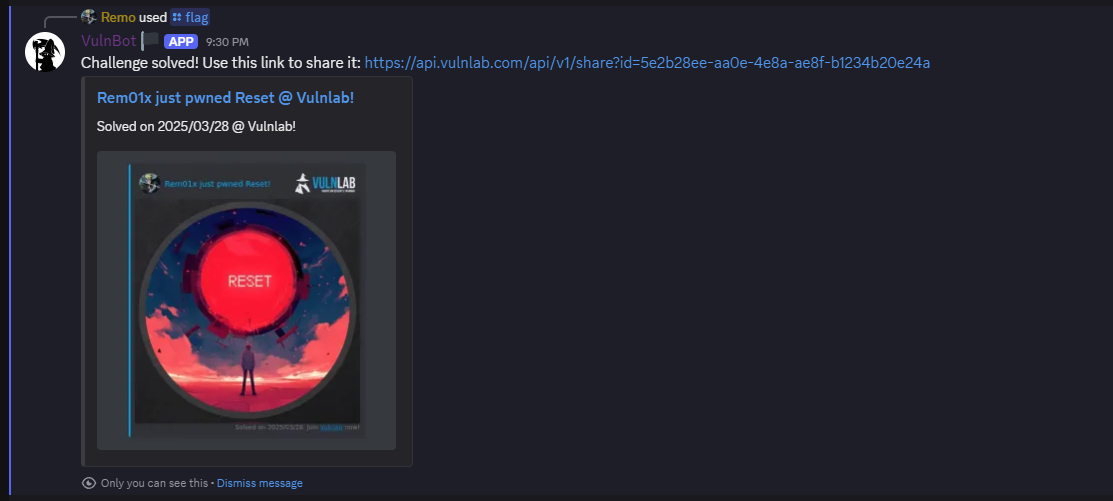 Remo used flag
VulnBot APP 9:30 PM
Challenge solved! Use this link to share it: https://api.vulnlab.com/api/v1/share?id=5e2b28ee-aa0e-4e8a-ae8f-b1234b20e24a
Rem01x just pwned Reset @ Vulnlab!
Solved on 2025/03/28 @ Vulnlab!
Rem01x just pwned Reset!
VULNLAB
RESET
Solved on 2025/03/28. Join Vulnlab now!
Only you can see this • Dismiss message